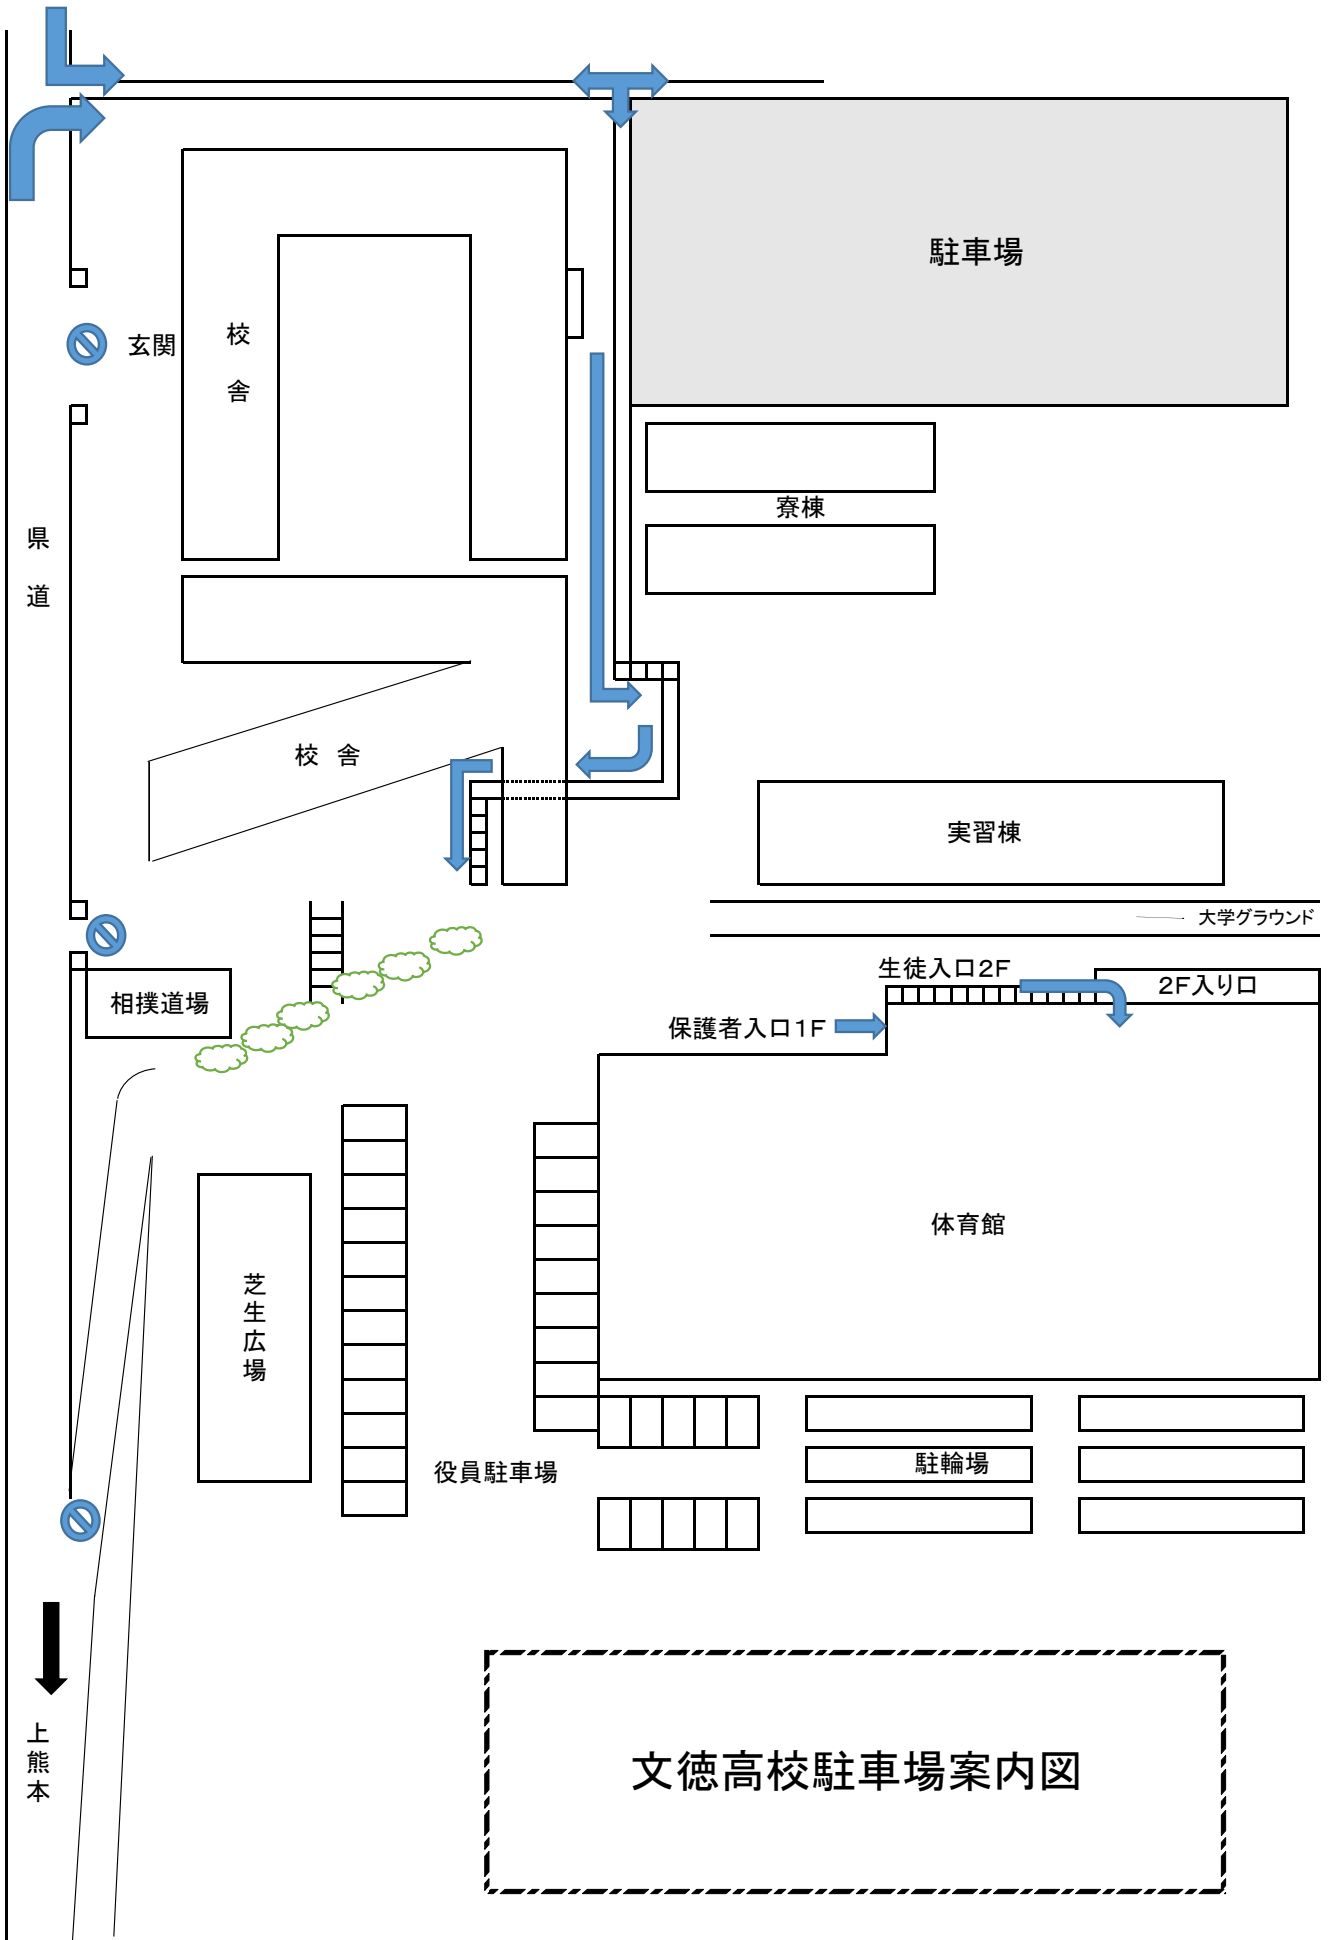 駐車場
玄関
校舎
寮棟
県道
校 舎
実習棟
大学グラウンド
生徒入口2F
2F入り口
相撲道場
保護者入口1F
体育館
芝生広場
役員駐車場
駐輪場
上熊本
文徳高校駐車場案内図